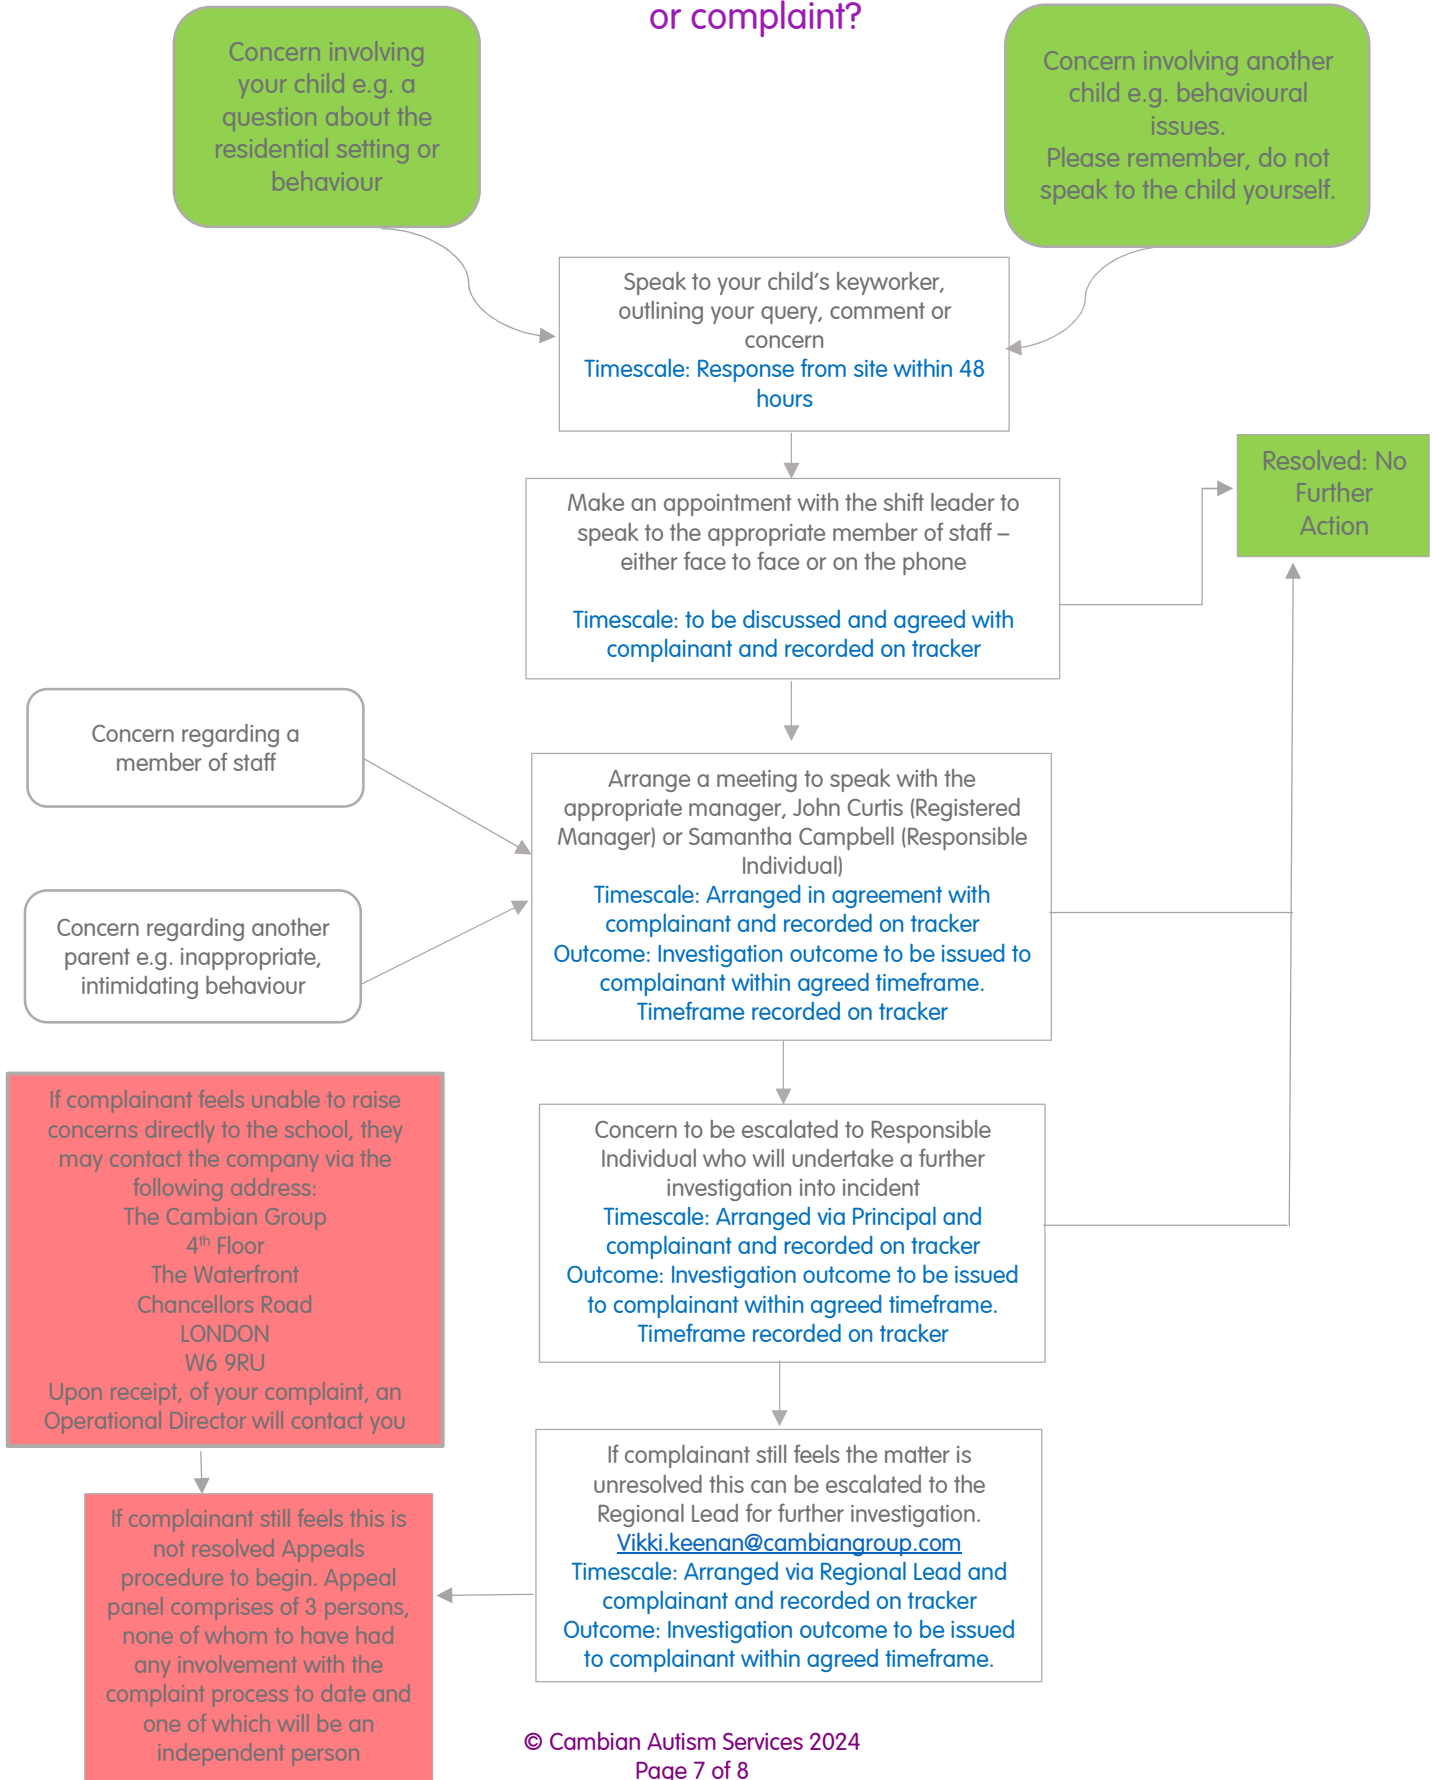 or complaint?
Concern involving
your child e.g. a
question about the
residential setting or
behaviour
Concern involving another
child e.g. behavioural
issues.
Please remember, do not
speak to the child yourself.
Speak to your child's keyworker,
outlining your query, comment or
concern
Timescale: Response from site within 48
hours
Resolved: No
Further
Action
Make an appointment with the shift leader to
speak to the appropriate member of staff –
either face to face or on the phone
Timescale: to be discussed and agreed with
complainant and recorded on tracker
Concern regarding a
member of staff
Arrange a meeting to speak with the
appropriate manager, John Curtis (Registered
Manager) or Samantha Campbell (Responsible
Individual)
Timescale: Arranged in agreement with
complainant and recorded on tracker
Outcome: Investigation outcome to be issued to
complainant within agreed timeframe.
Timeframe recorded on tracker
Concern regarding another
parent e.g. inappropriate,
intimidating behaviour
If complainant feels unable to raise
concerns directly to the school, they
may contact the company via the
following address:
The Cambian Group
4th Floor
The Waterfront
Chancellors Road
LONDON
W6 9RU
Upon receipt, of your complaint, an
Operational Director will contact you
Concern to be escalated to Responsible
Individual who will undertake a further
investigation into incident
Timescale: Arranged via Principal and
complainant and recorded on tracker
Outcome: Investigation outcome to be issued
to complainant within agreed timeframe.
Timeframe recorded on tracker
If complainant still feels the matter is
unresolved this can be escalated to the
Regional Lead for further investigation.
Vikki.keenan@cambiangroup.com
Timescale: Arranged via Regional Lead and
complainant and recorded on tracker
Outcome: Investigation outcome to be issued
to complainant within agreed timeframe.
If complainant still feels this is
not resolved Appeals
procedure to begin. Appeal
panel comprises of 3 persons,
none of whom to have had
any involvement with the
complaint process to date and
one of which will be an
independent person
© Cambian Autism Services 2024
Page 7 of 8